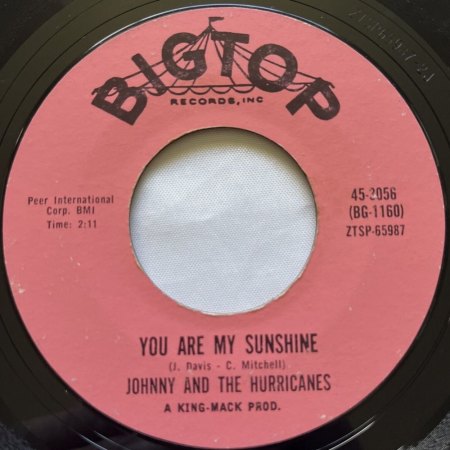 BIGTOP
RECORDS, INC
Peer International
Corp. BMI
Time: 2:11
45-3056
(BG-1160)
ZTSP-65987
YOU ARE MY SUNSHINE
(J. Davis - C. Mitchell)
JOHNNY AND THE HURRICANES
A KING-MACK PROD.